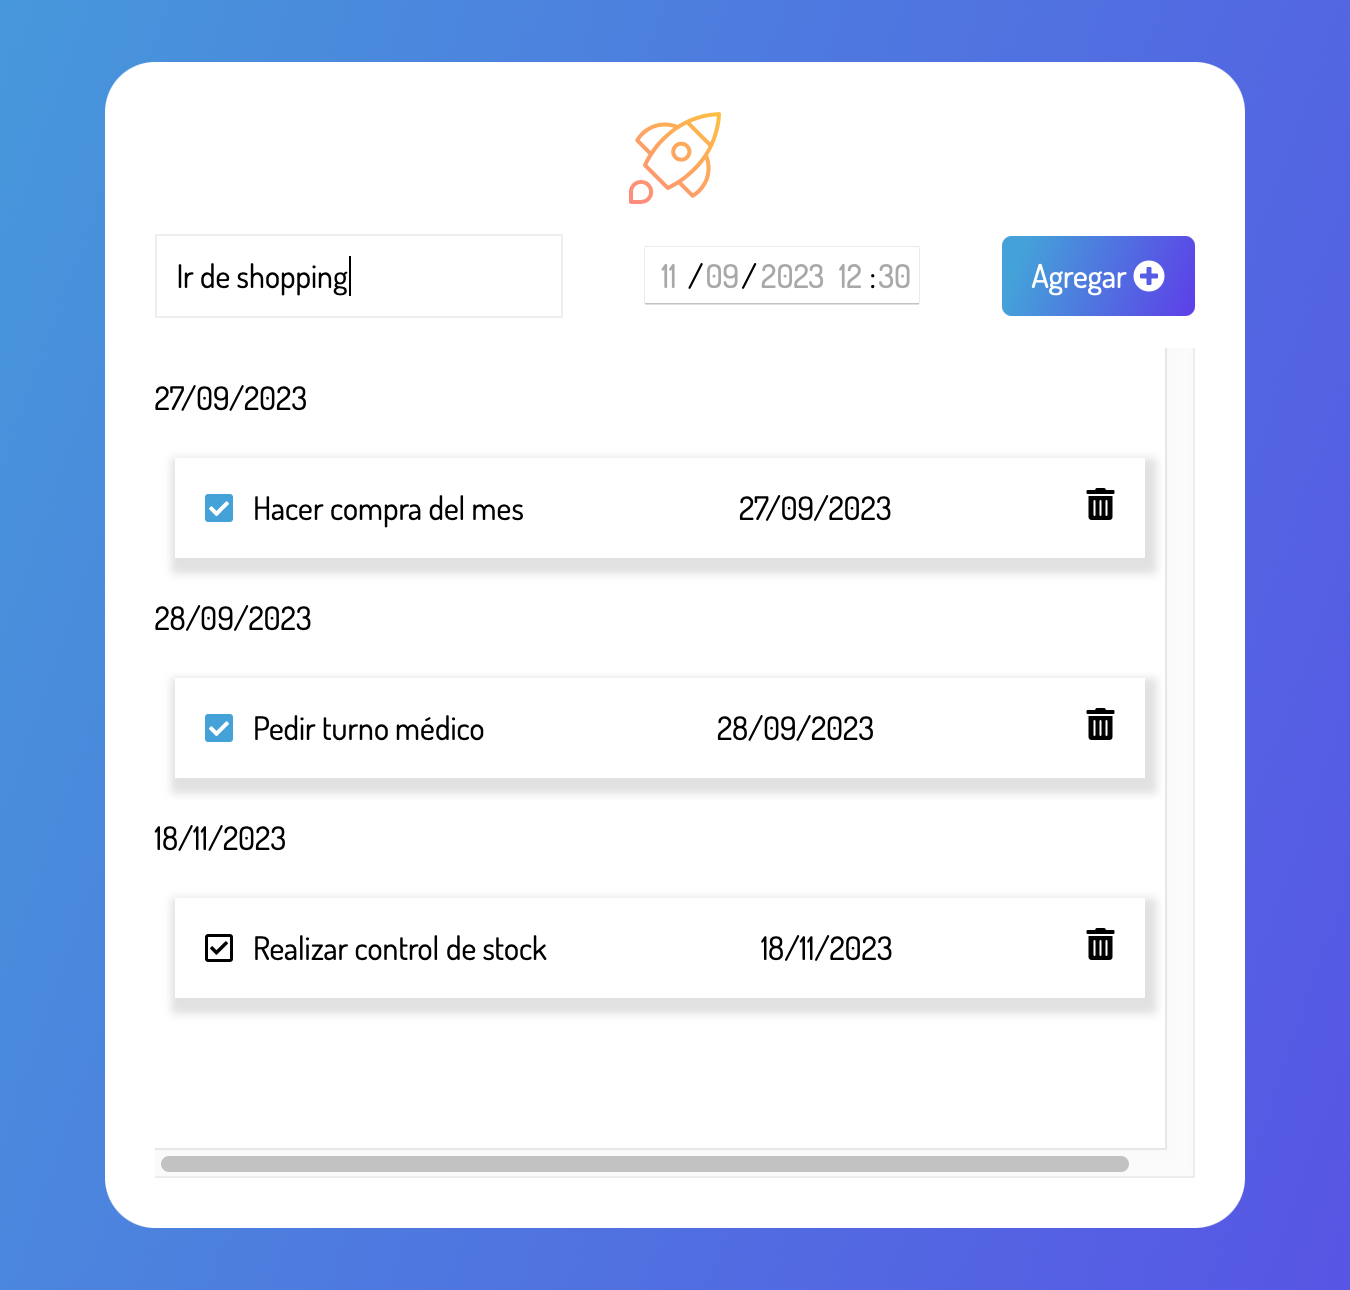 Ir de shopping
11 /09/2023 12 :30
Agregar
27/09/2023
Hacer compra del mes 27/09/2023
28/09/2023
Pedir turno médico 28/09/2023
18/11/2023
Realizar control de stock 18/11/2023